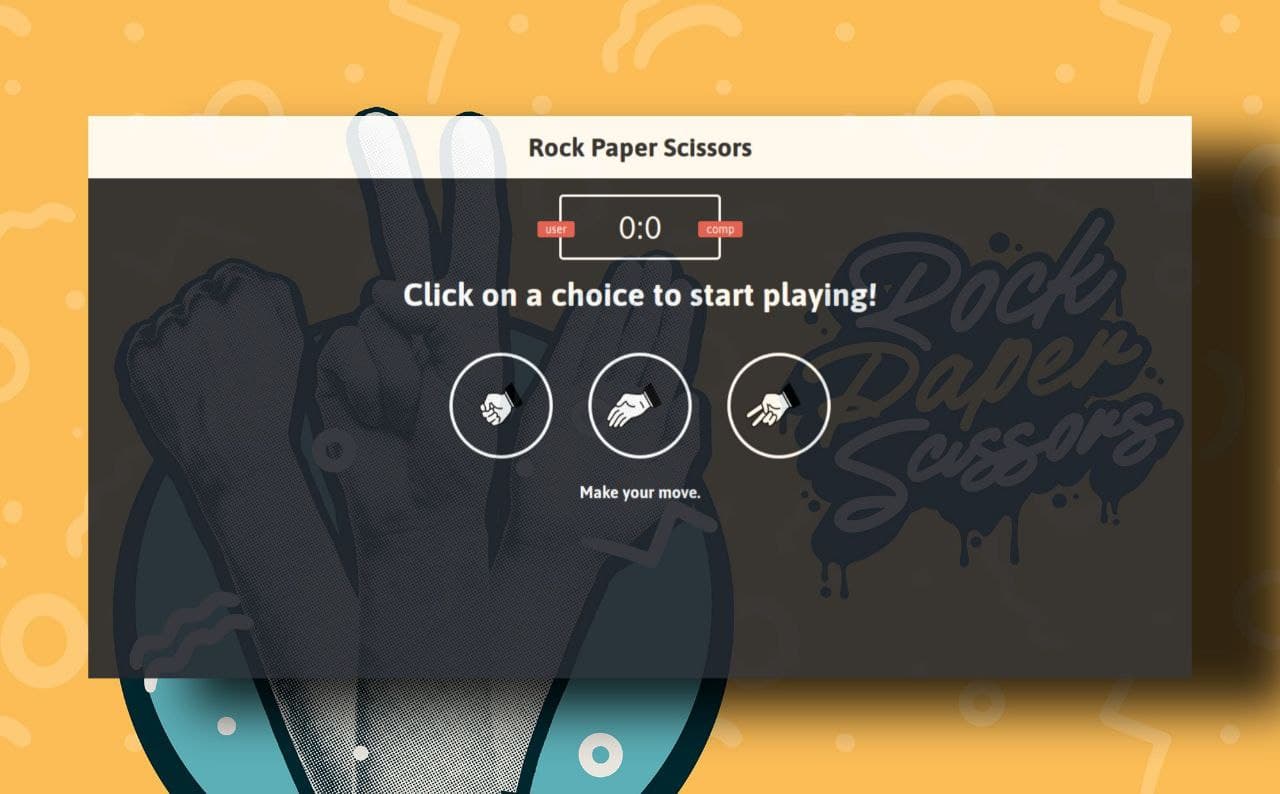 Rock Paper Scissors
user
0:0
comp
Click on a choice to start playing!
Make your move.
Rock
Paper
Scissors